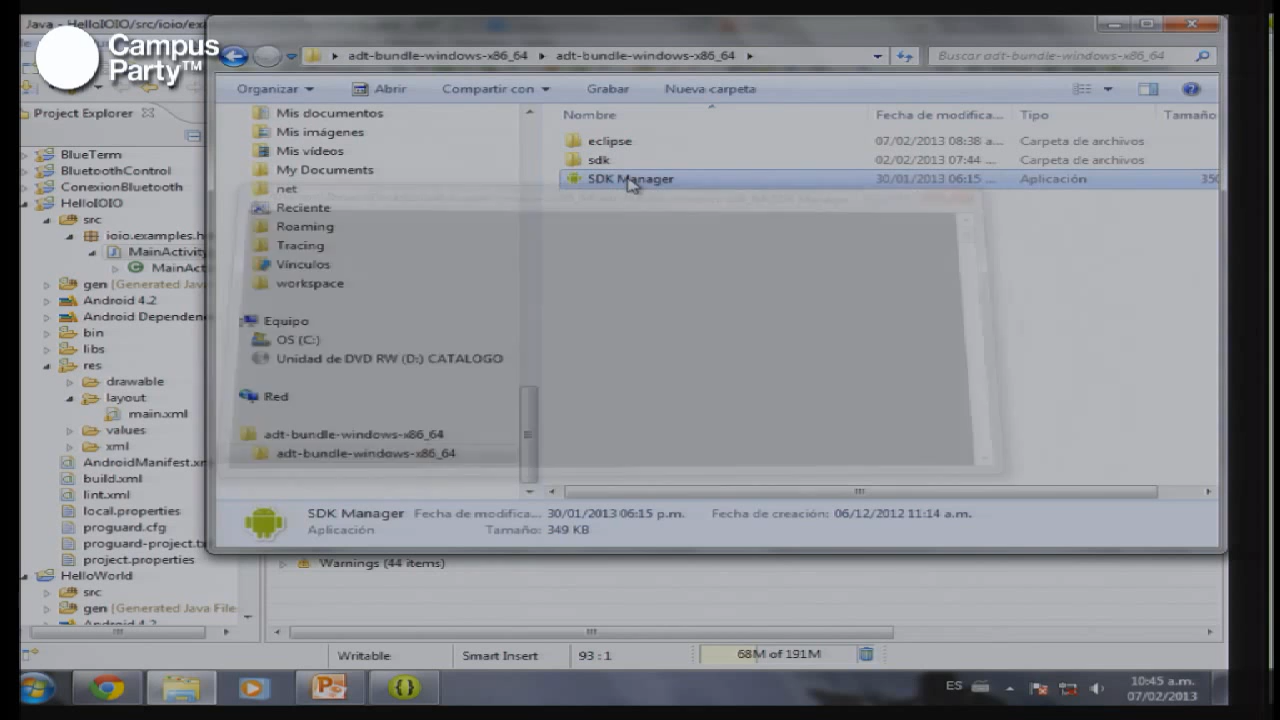 Java - HelloIOIO/src/ioio/exa
Campus
Party™
adt-bundle-windows-x86_64 adt-bundle-windows-x86_64
Buscar adt-bundle-windows-x86_64
Organizar Abrir Compartir con Grabar Nueva carpeta
Project Explorer
BlueTerm
BluetoothControl
ConexionBluetooth
HelloIOIO
src
ioio.examples.h
MainActivity
MainAct
gen [Generated Java
Android 4.2
Android Dependen
bin
libs
res
drawable
layout
main.xml
values
xml
AndroidManifest.xm
build.xml
lint.xml
local.properties
proguard.cfg
proguard-project.tx
project.properties
HelloWorld
src
gen [Generated Java File
Android 4.2
Mis documentos
Mis imágenes
Mis vídeos
My Documents
net
Reciente
Roaming
Tracing
Vínculos
workspace
Equipo
OS (C:)
Unidad de DVD RW (D:) CATALOGO
Red
adt-bundle-windows-x86_64
adt-bundle-windows-x86_64
Nombre Fecha de modifica... Tipo Tamaño
eclipse 07/02/2013 08:38 a... Carpeta de archivos
sdk 02/02/2013 07:44 ... Carpeta de archivos
SDK Manager 30/01/2013 06:15 ... Aplicación 350
SDK Manager Fecha de modifica... 30/01/2013 06:15 p.m. Fecha de creación: 06/12/2012 11:14 a.m.
Aplicación Tamaño: 349 KB
Warnings (44 items)
Writable Smart Insert 93 : 1 68M of 191M
ES 10:45 a.m.
07/02/2013